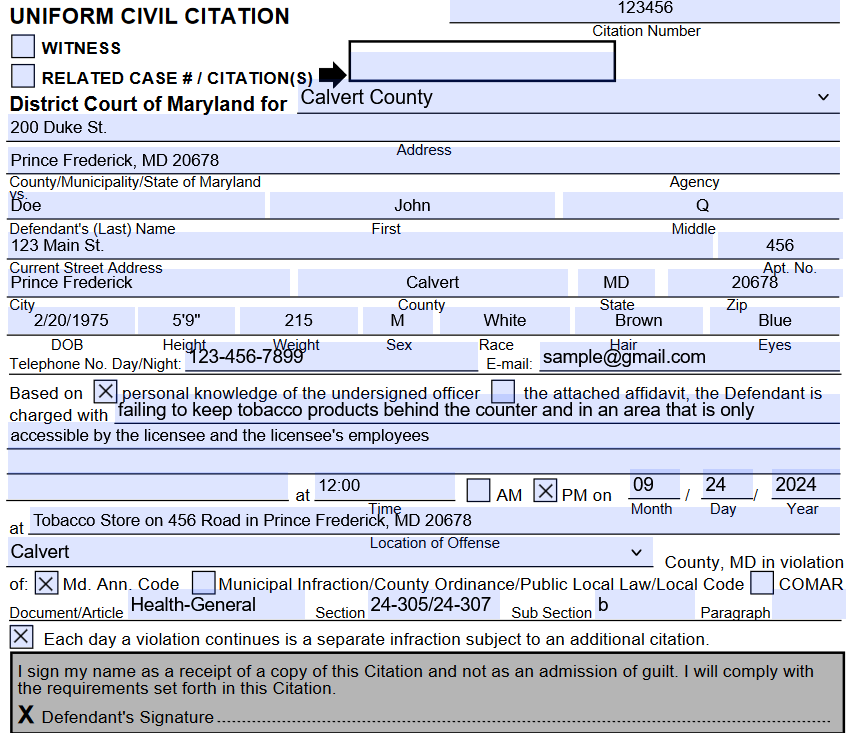 123456
UNIFORM CIVIL CITATION
Citation Number
WITNESS
RELATED CASE # / CITATION(S)
District Court of Maryland for Calvert County
200 Duke St.
Address
Prince Frederick, MD 20678
County/Municipality/State of Maryland Agency
vs.
Doe John Q
Defendant's (Last) Name First Middle
123 Main St. 456
Current Street Address Apt. No.
Prince Frederick Calvert MD 20678
City County State Zip
2/20/1975 5'9" 215 M White Brown Blue
DOB Height Weight Sex Race Hair Eyes
Telephone No. Day/Night: 123-456-7899 E-mail: sample@gmail.com
Based on X personal knowledge of the undersigned officer the attached affidavit, the Defendant is
charged with failing to keep tobacco products behind the counter and in an area that is only
accessible by the licensee and the licensee's employees
at 12:00 AM X PM on 09 / 24 / 2024
Time Month Day Year
at Tobacco Store on 456 Road in Prince Frederick, MD 20678
Location of Offense
Calvert County, MD in violation
of: X Md. Ann. Code Municipal Infraction/County Ordinance/Public Local Law/Local Code COMAR
Document/Article Health-General Section 24-305/24-307 Sub Section b Paragraph
X Each day a violation continues is a separate infraction subject to an additional citation.
I sign my name as a receipt of a copy of this Citation and not as an admission of guilt. I will comply with
the requirements set forth in this Citation.
X Defendant's Signature